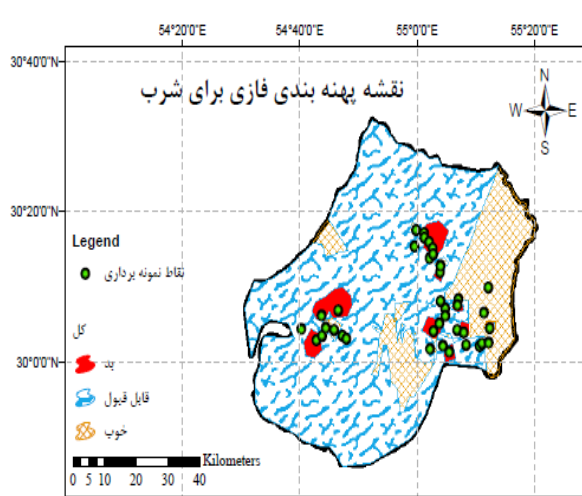 54°20'0"E 54°40'0"E 55°0'0"E 55°20'0"E
30°40'0"N
نقشه پهنه بندی فازی برای شرب
N
W E
S
30°20'0"N
Legend
نقاط نمونه برداری
کل
بد
قابل قبول
خوب
30°0'0"N
Kilometers
0 5 10 20 30 40